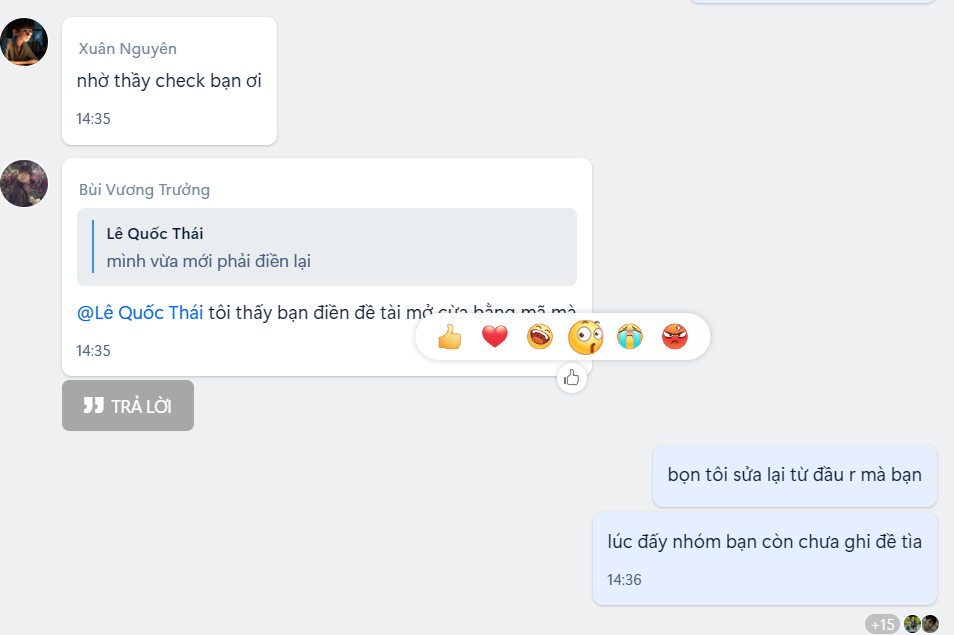 Xuân Nguyên
nhờ thầy check bạn ơi
14:35
Bùi Vương Trưởng
Lê Quốc Thái
mình vừa mới phải điền lại
@Lê Quốc Thái tôi thấy bạn điền đề tài mở cửa bằng mã mà
14:35
TRẢ LỜI
bọn tôi sửa lại từ đầu r mà bạn
lúc đấy nhóm bạn còn chưa ghi đề tìa
14:36
+15